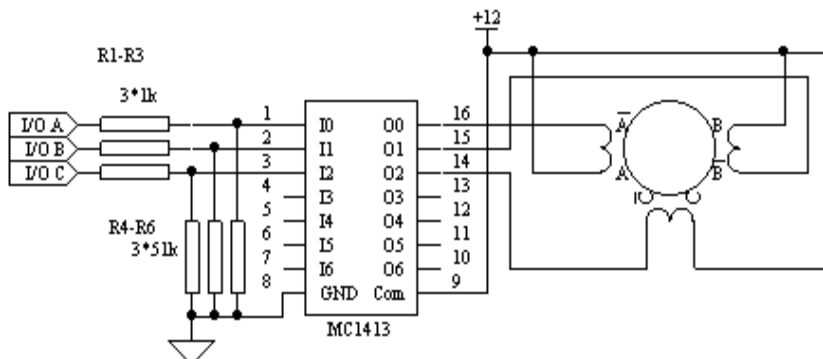 +12
R1-R3
3*1k
I/O A
I/O B
I/O C
R4-R6
3*51k
1 I0 O0 16
2 I1 O1 15
3 I2 O2 14
4 I3 O3 13
5 I4 O4 12
6 I5 O5 11
7 I6 O6 10
8 GND Com 9
MC1413
A̅ B
A B̅
C̅ C